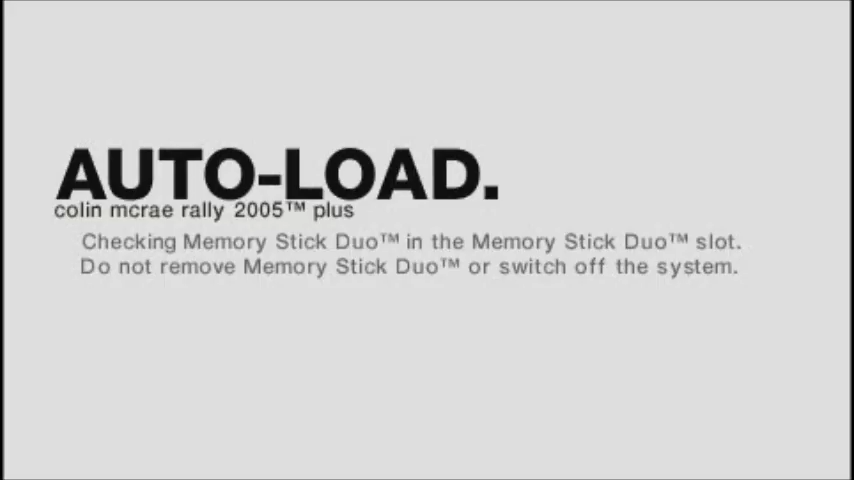 AUTO-LOAD.
colin mcrae rally 2005™ plus
Checking Memory Stick Duo™ in the Memory Stick Duo™ slot.
Do not remove Memory Stick Duo™ or switch off the system.